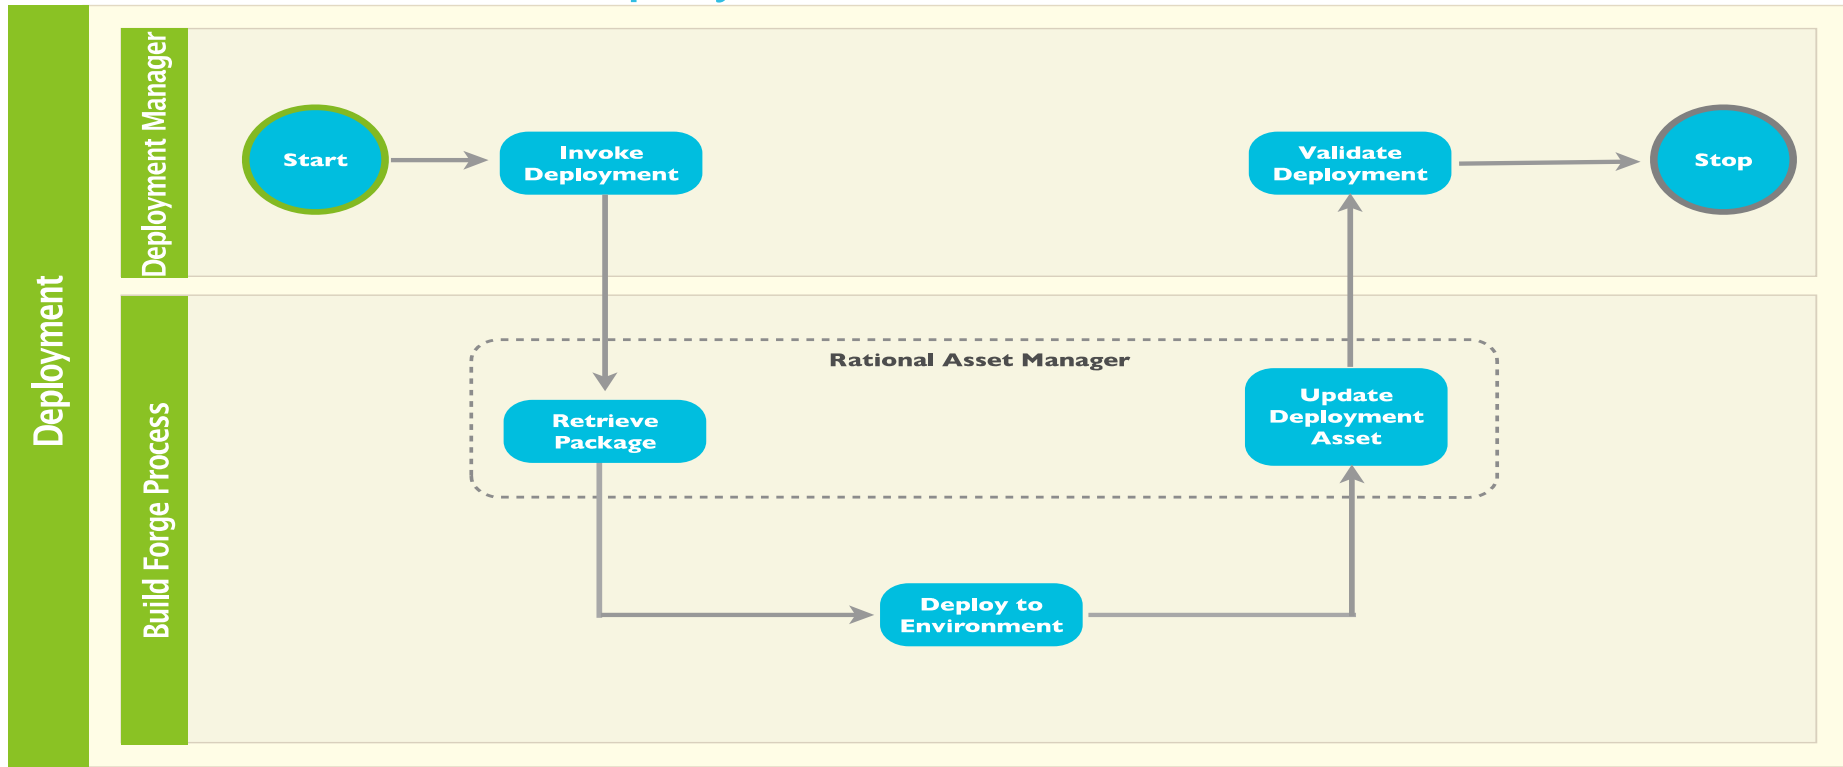 Deployment
Deployment Manager
Start
Invoke
Deployment
Validate
Deployment
Stop
Build Forge Process
Rational Asset Manager
Retrieve
Package
Update
Deployment
Asset
Deploy to
Environment